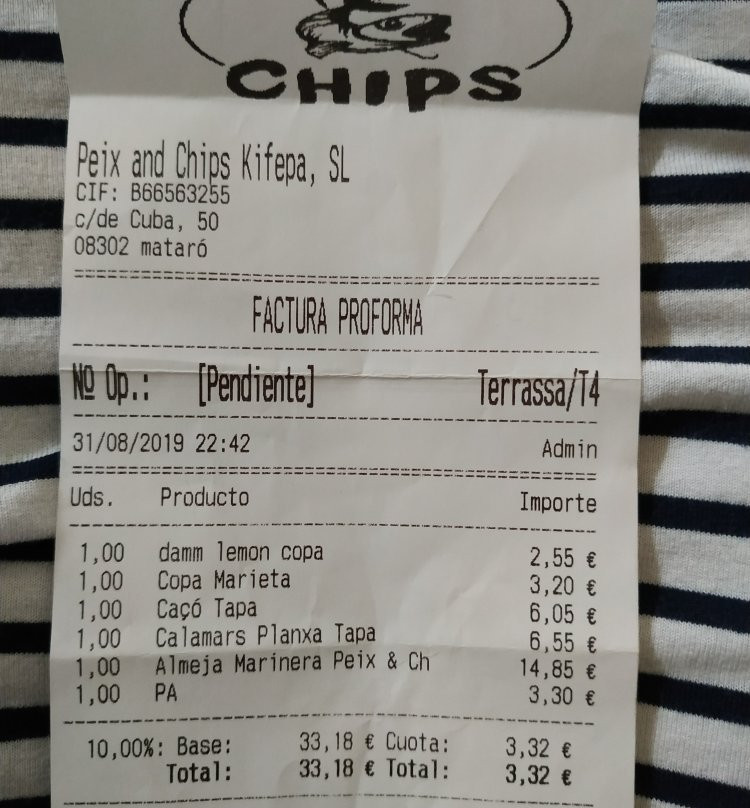 CHIPS
Peix and Chips Kifepa, SL
CIF: B66563255
c/de Cuba, 50
08302 mataró
FACTURA PROFORMA
Nº Op.: [Pendiente] Terrassa/T4
31/08/2019 22:42 Admin
Uds. Producto Importe
1,00 damm lemon copa 2,55 €
1,00 Copa Marieta 3,20 €
1,00 Caçó Tapa 6,05 €
1,00 Calamars Planxa Tapa 6,55 €
1,00 Almeja Marinera Peix & Ch 14,85 €
1,00 PA 3,30 €
10,00%: Base: 33,18 € Cuota: 3,32 €
Total: 33,18 € Total: 3,32 €